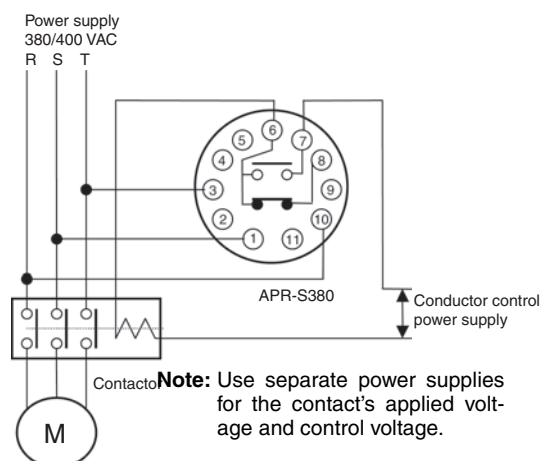 Power supply
380/400 VAC
R S T
6
5 7
4 8
3 9
2 10
1 11
APR-S380
Conductor control
power supply
Contactor
Note: Use separate power supplies
for the contact's applied volt-
age and control voltage.
M